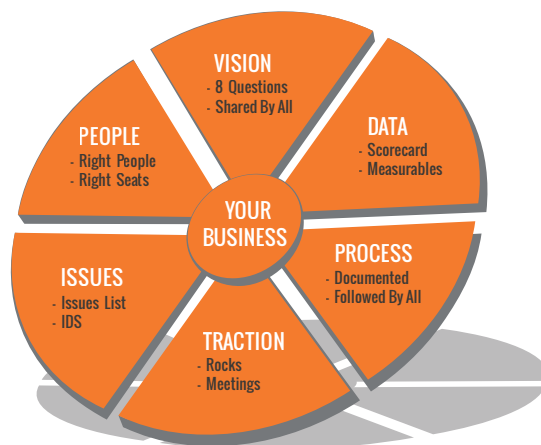 VISION
- 8 Questions
- Shared By All
DATA
- Scorecard
- Measurables
PEOPLE
- Right People
- Right Seats
YOUR
BUSINESS
PROCESS
- Documented
- Followed By All
ISSUES
- Issues List
- IDS
TRACTION
- Rocks
- Meetings